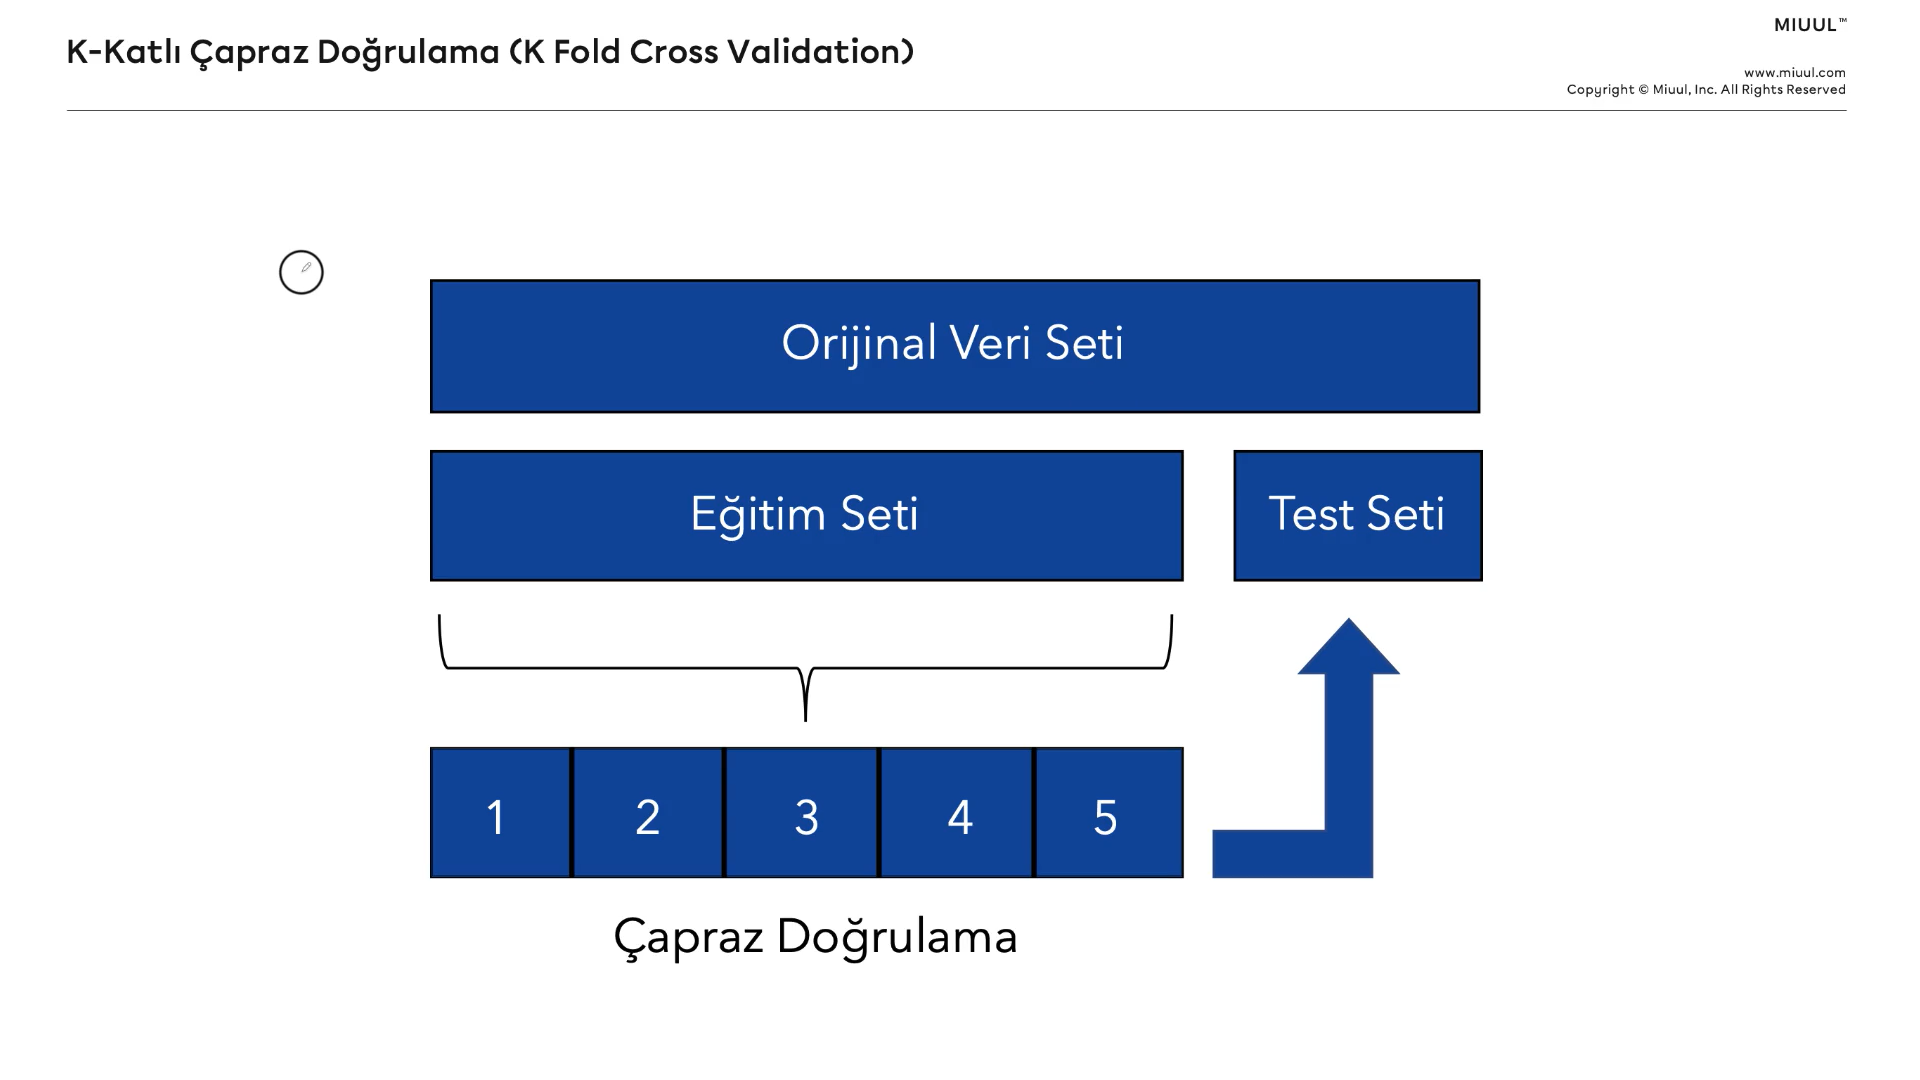 K-Katlı Çapraz Doğrulama (K Fold Cross Validation)
MIUUL™
www.miuul.com
Copyright © Miuul, Inc. All Rights Reserved
Orijinal Veri Seti
Eğitim Seti
Test Seti
1 2 3 4 5
Çapraz Doğrulama